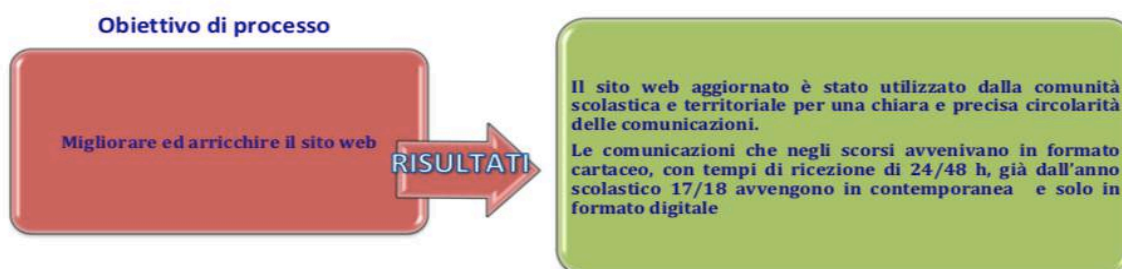 Obiettivo di processo
Migliorare ed arricchire il sito web
RISULTATI
Il sito web aggiornato è stato utilizzato dalla comunità
scolastica e territoriale per una chiara e precisa circolarità
delle comunicazioni.
Le comunicazioni che negli scorsi avvenivano in formato
cartaceo, con tempi di ricezione di 24/48 h, già dall'anno
scolastico 17/18 avvengono in contemporanea e solo in
formato digitale